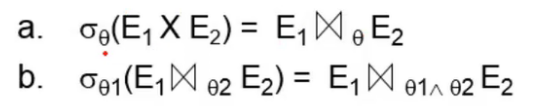 a. σθ(E₁ X E₂) = E₁ ⨝ θ E₂
b. σθ1(E₁ ⨝ θ2 E₂) = E₁ ⨝ θ1∧ θ2 E₂